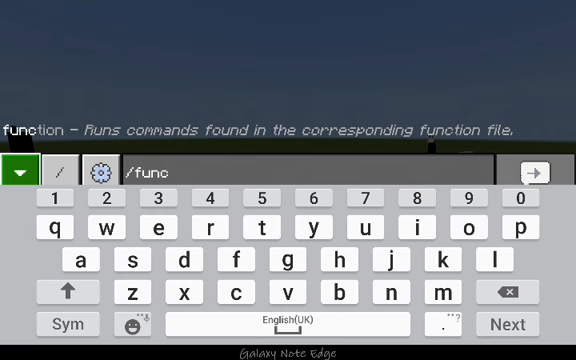 function – Runs commands found in the corresponding function file.
/ /func
1 2 3 4 5 6 7 8 9 0
q w e r t y u i o p
a s d f g h j k l
z x c v b n m
Sym English(UK) . ,,? Next
Galaxy Note Edge